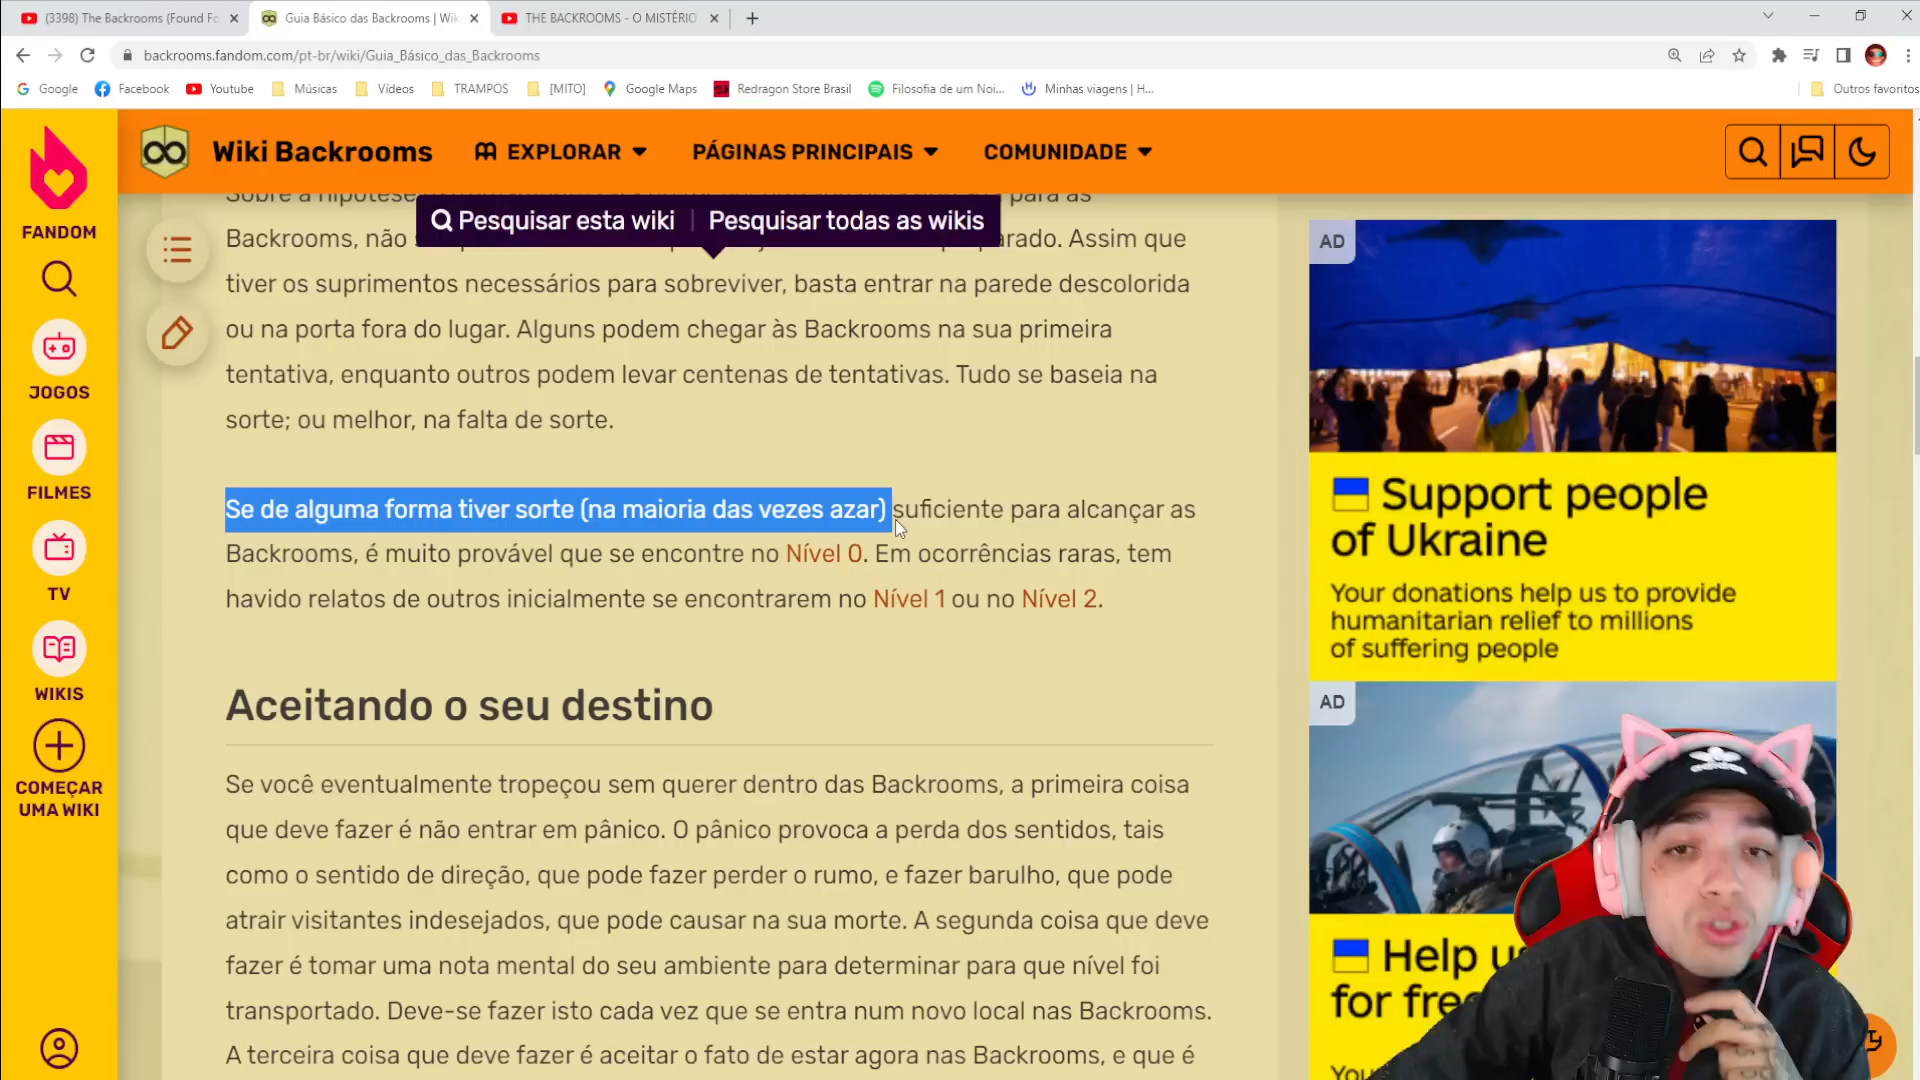 (3398) The Backrooms (Found Fo
Guia Básico das Backrooms | Wik
THE BACKROOMS - O MISTÉRIO
backrooms.fandom.com/pt-br/wiki/Guia_Básico_das_Backrooms
Google
Facebook
Youtube
Músicas
Vídeos
TRAMPOS
[MITO]
Google Maps
Redragon Store Brasil
Filosofia de um Noi...
Minhas viagens | H...
Outros favoritos
Wiki Backrooms
EXPLORAR
PÁGINAS PRINCIPAIS
COMUNIDADE
FANDOM
JOGOS
FILMES
TV
WIKIS
COMEÇAR
UMA WIKI
Sobre a hipótese para as
Pesquisar esta wiki
Pesquisar todas as wikis
Backrooms, não Assim que
tiver os suprimentos necessários para sobreviver, basta entrar na parede descolorida
ou na porta fora do lugar. Alguns podem chegar às Backrooms na sua primeira
tentativa, enquanto outros podem levar centenas de tentativas. Tudo se baseia na
sorte; ou melhor, na falta de sorte.
Se de alguma forma tiver sorte (na maioria das vezes azar) suficiente para alcançar as
Backrooms, é muito provável que se encontre no Nível 0. Em ocorrências raras, tem
havido relatos de outros inicialmente se encontrarem no Nível 1 ou no Nível 2.
Aceitando o seu destino
Se você eventualmente tropeçou sem querer dentro das Backrooms, a primeira coisa
que deve fazer é não entrar em pânico. O pânico provoca a perda dos sentidos, tais
como o sentido de direção, que pode fazer perder o rumo, e fazer barulho, que pode
atrair visitantes indesejados, que pode causar na sua morte. A segunda coisa que deve
fazer é tomar uma nota mental do seu ambiente para determinar para que nível foi
transportado. Deve-se fazer isto cada vez que se entra num novo local nas Backrooms.
A terceira coisa que deve fazer é aceitar o fato de estar agora nas Backrooms, e que é
AD
Support people
of Ukraine
Your donations help us to provide
humanitarian relief to millions
of suffering people
AD
Help
for